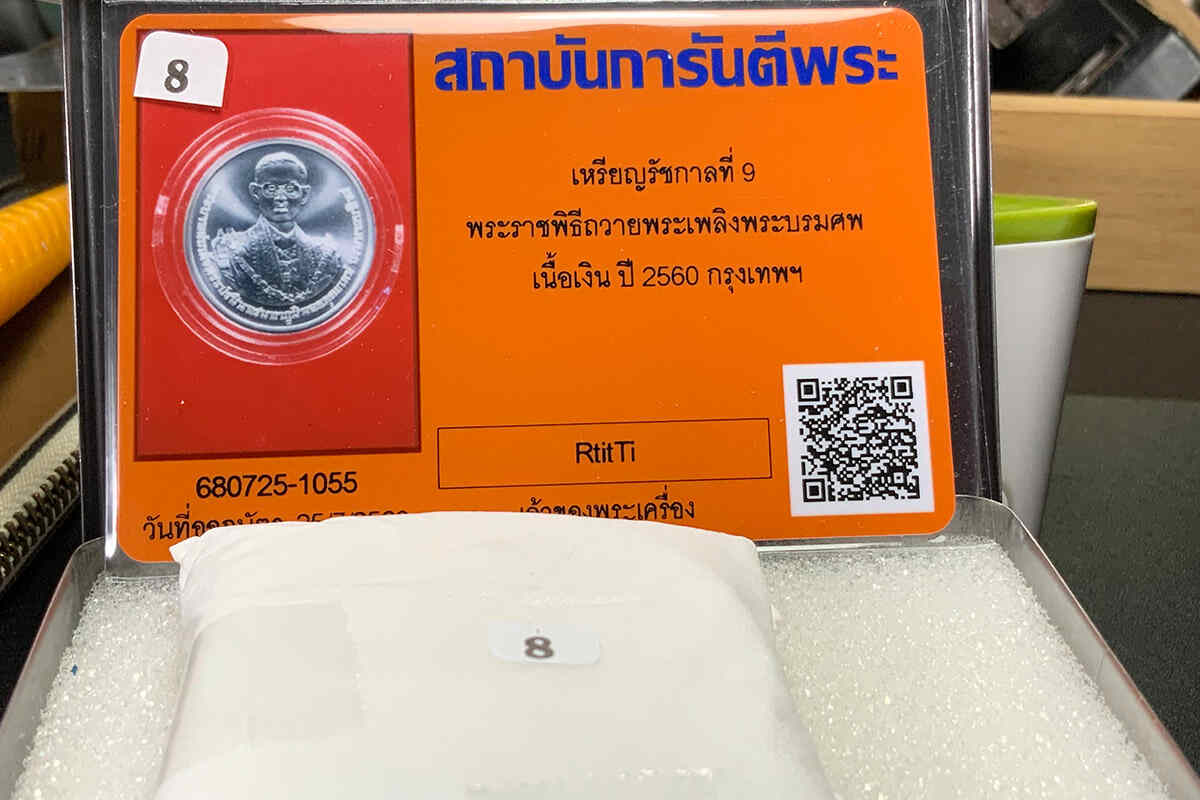 8
สถาบันการันตีพระ
เหรียญรัชกาลที่ 9
พระราชพิธีถวายพระเพลิงพระบรมศพ
เนื้อเงิน ปี 2560 กรุงเทพฯ
RtitTi
680725-1055
เจ้าของพระเครื่อง
8